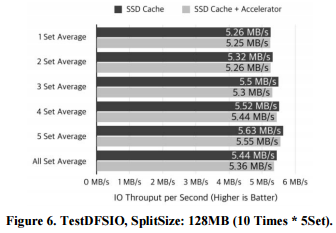 SSD Cache SSD Cache + Accelerator
1 Set Average 5.26 MB/s
5.25 MB/s
2 Set Average 5.32 MB/s
5.26 MB/s
3 Set Average 5.5 MB/s
5.3 MB/s
4 Set Average 5.52 MB/s
5.44 MB/s
5 Set Average 5.63 MB/s
5.55 MB/s
All Set Average 5.44 MB/s
5.36 MB/s
0 MB/s 1 MB/s 2 MB/s 3 MB/s 4 MB/s 5 MB/s 6 MB/s
IO Throuput per Second (Higher is Batter)
Figure 6. TestDFSIO, SplitSize: 128MB (10 Times * 5Set).